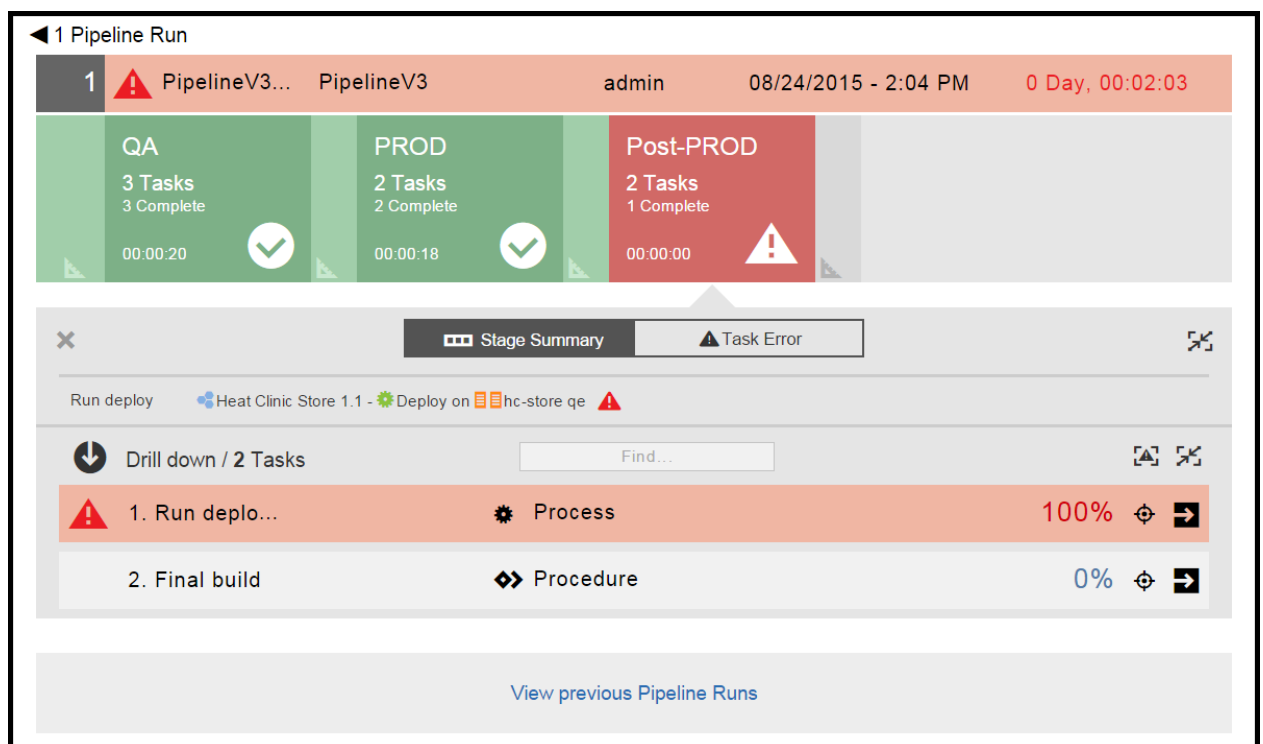 1 Pipeline Run
1 PipelineV3... PipelineV3 admin 08/24/2015 - 2:04 PM 0 Day, 00:02:03
QA
3 Tasks
3 Complete
00:00:20
PROD
2 Tasks
2 Complete
00:00:18
Post-PROD
2 Tasks
1 Complete
00:00:00
Stage Summary Task Error
Run deploy Heat Clinic Store 1.1 - Deploy on hc-store qe
Drill down / 2 Tasks Find...
1. Run deplo... Process 100%
2. Final build Procedure 0%
View previous Pipeline Runs